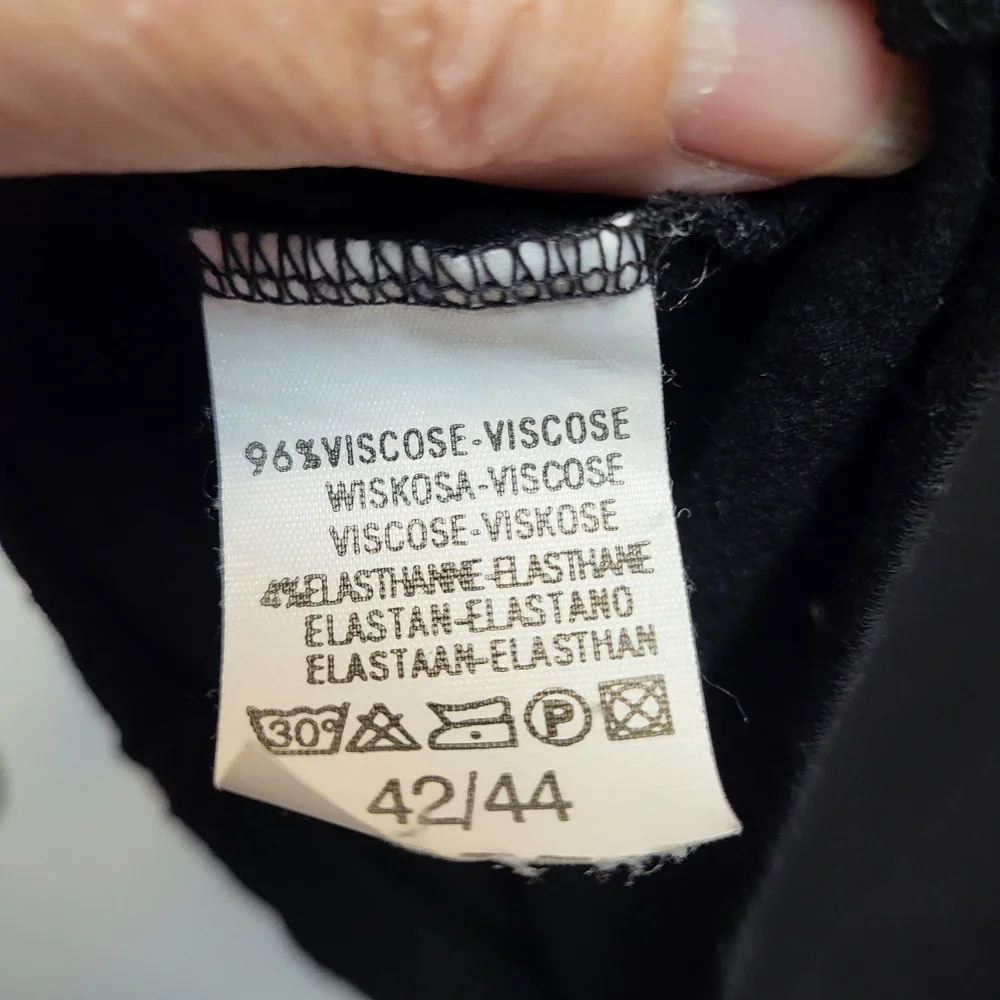 96%VISCOSE-VISCOSE
WISKOSA-VISCOSE
VISCOSE-VISKOSE
4%ELASTHANNE-ELASTHANE
ELASTAN-ELASTANO
ELASTAAN-ELASTHAN
30° P
42/44